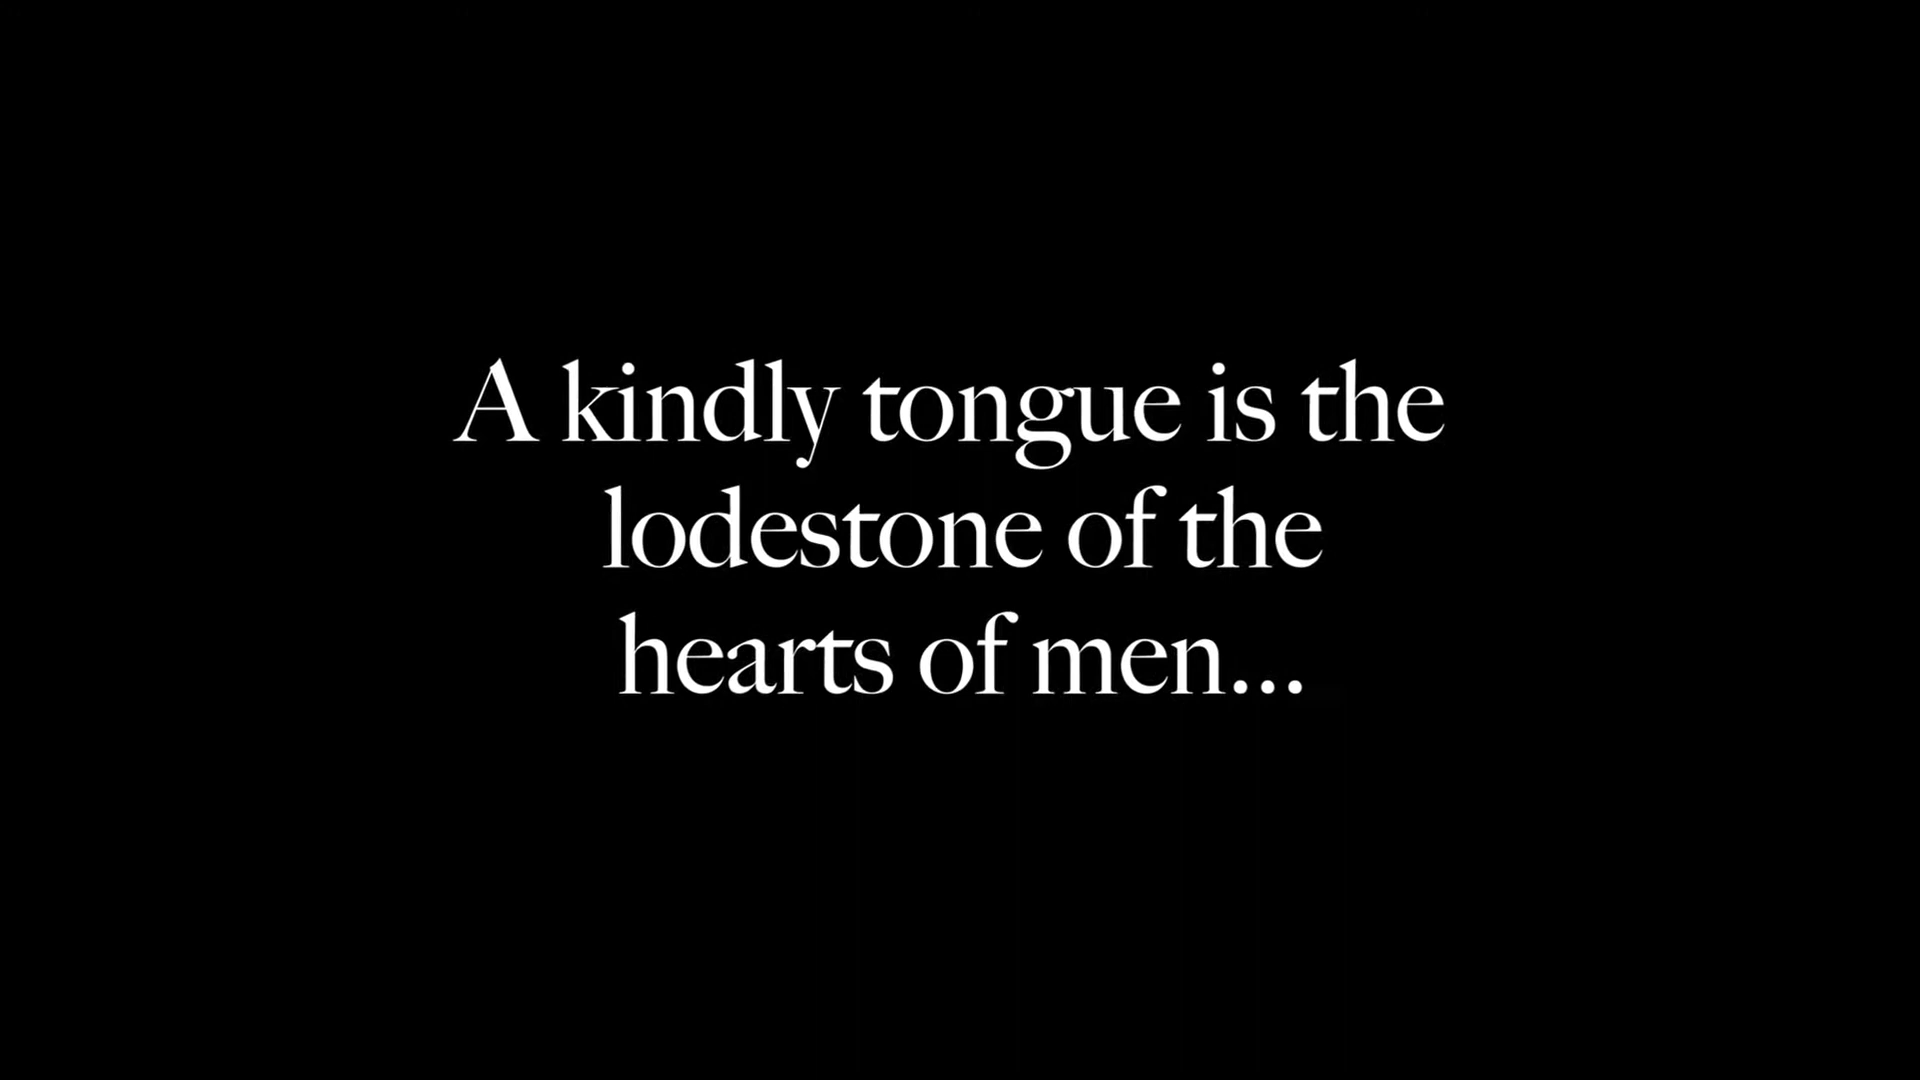 A kindly tongue is the
lodestone of the
hearts of men...